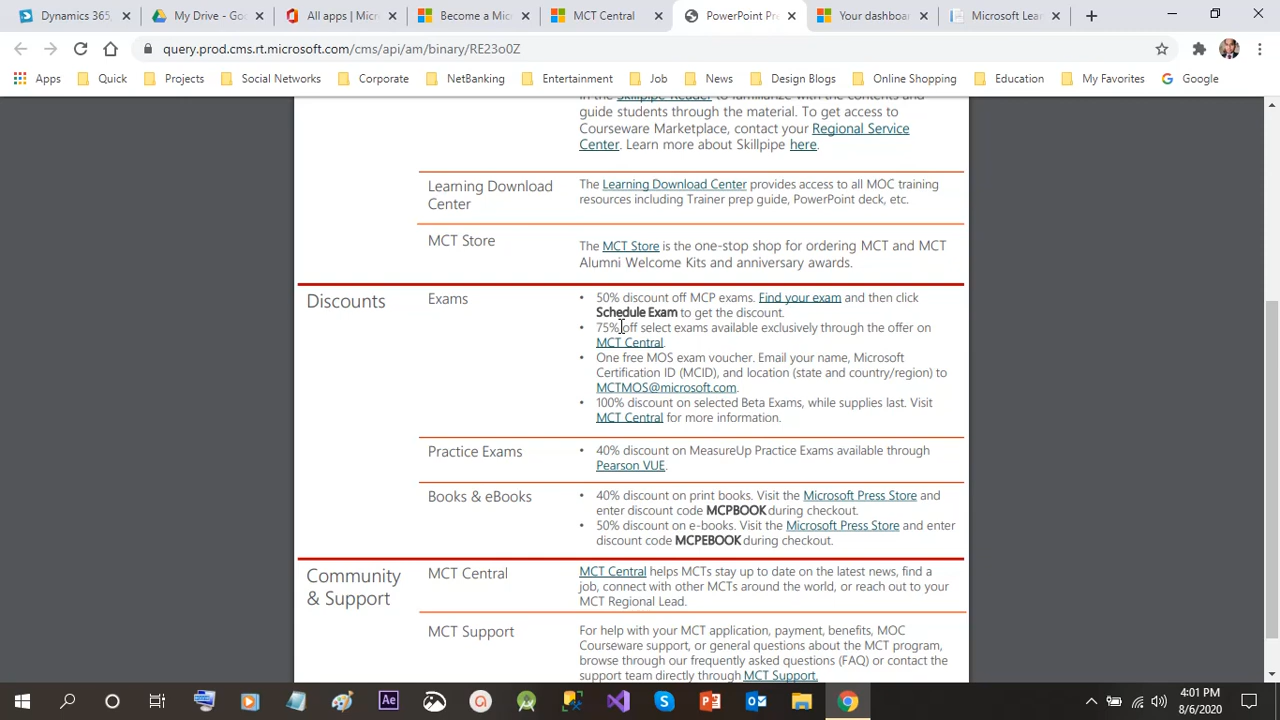 Dynamics 365,
My Drive - Goo
All apps | Micr
Become a Mic
MCT Central
PowerPoint Pre
Your dashboa
Microsoft Lear
query.prod.cms.rt.microsoft.com/cms/api/am/binary/RE23o0Z
Apps
Quick
Projects
Social Networks
Corporate
NetBanking
Entertainment
Job
News
Design Blogs
Online Shopping
Education
My Favorites
Google
in the Skillpipe Reader to familiarize with the contents and
guide students through the material. To get access to
Courseware Marketplace, contact your Regional Service
Center. Learn more about Skillpipe here.
Learning Download
Center
The Learning Download Center provides access to all MOC training
resources including Trainer prep guide, PowerPoint deck, etc.
MCT Store
The MCT Store is the one-stop shop for ordering MCT and MCT
Alumni Welcome Kits and anniversary awards.
Discounts
Exams
• 50% discount off MCP exams. Find your exam and then click
Schedule Exam to get the discount.
• 75% off select exams available exclusively through the offer on
MCT Central.
• One free MOS exam voucher. Email your name, Microsoft
Certification ID (MCID), and location (state and country/region) to
MCTMOS@microsoft.com.
• 100% discount on selected Beta Exams, while supplies last. Visit
MCT Central for more information.
Practice Exams
• 40% discount on MeasureUp Practice Exams available through
Pearson VUE.
Books & eBooks
• 40% discount on print books. Visit the Microsoft Press Store and
enter discount code MCPBOOK during checkout.
• 50% discount on e-books. Visit the Microsoft Press Store and enter
discount code MCPEBOOK during checkout.
Community
& Support
MCT Central
MCT Central helps MCTs stay up to date on the latest news, find a
job, connect with other MCTs around the world, or reach out to your
MCT Regional Lead.
MCT Support
For help with your MCT application, payment, benefits, MOC
Courseware support, or general questions about the MCT program,
browse through our frequently asked questions (FAQ) or contact the
support team directly through MCT Support.
Ae
4:01 PM
8/6/2020